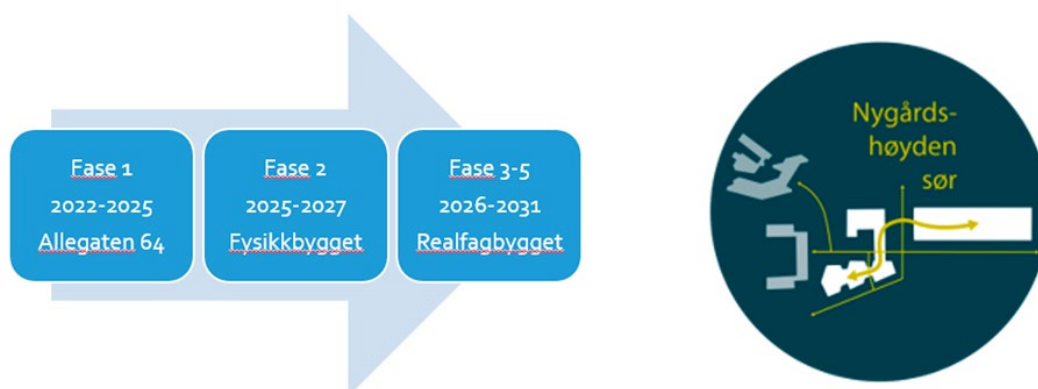 Fase 1
2022-2025
Allegaten 64
Fase 2
2025-2027
Fysikkbygget
Fase 3-5
2026-2031
Realfagbygget
Nygårds-
høyden
sør